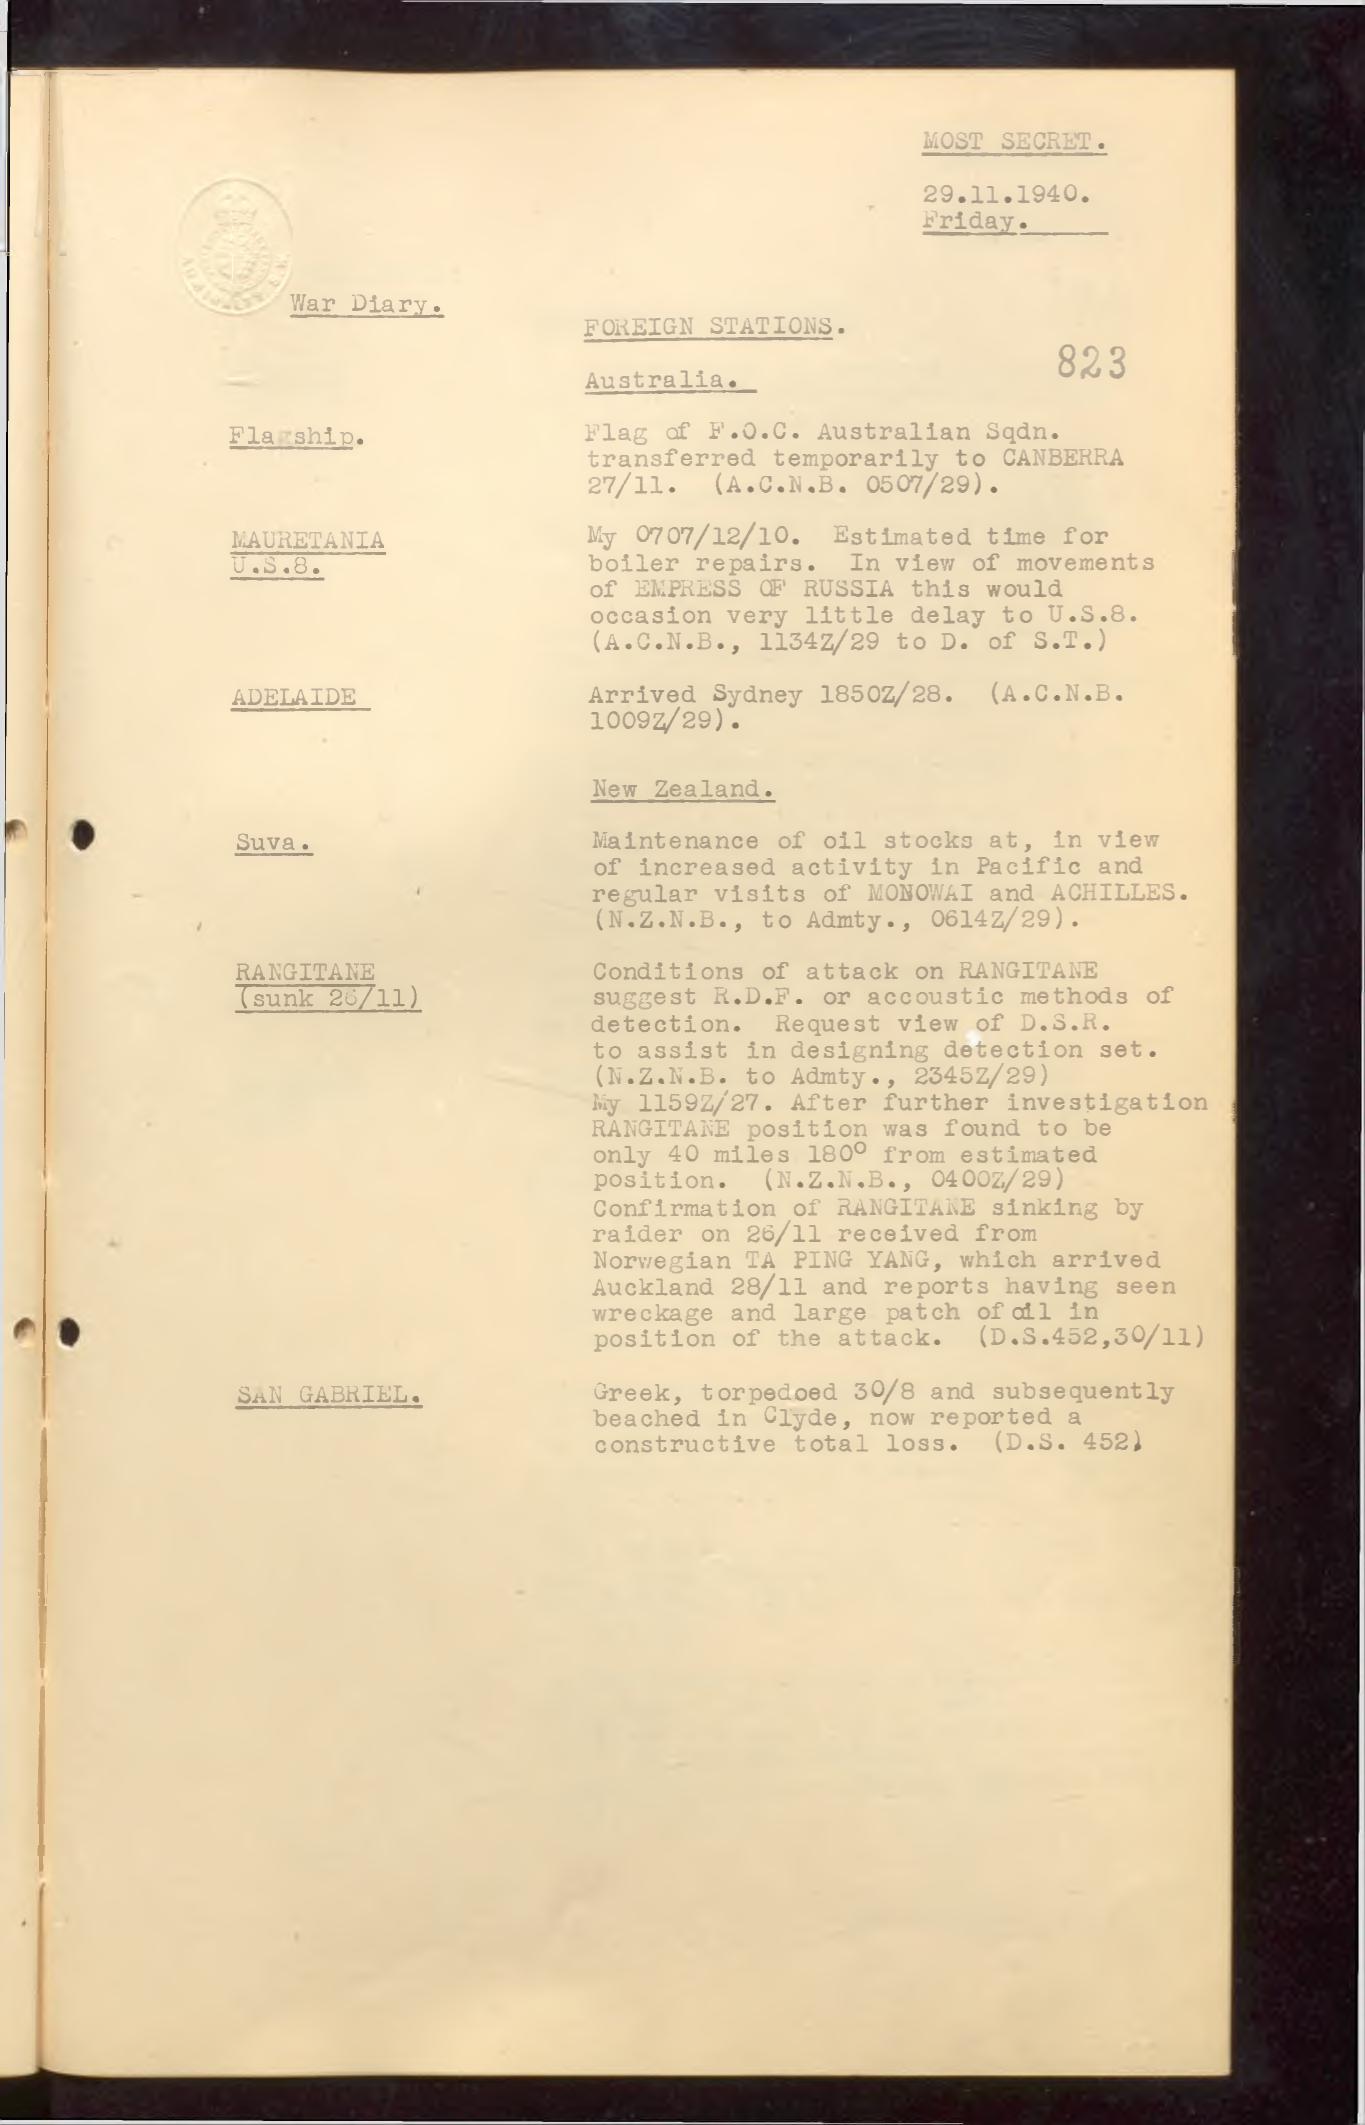 MOST SECRET.
29.11.1940.
Friday.
War Diary.
FOREIGN STATIONS.
823
Australia.
Flagship.
Flag of F.O.C. Australian Sqdn.
transferred temporarily to CANBERRA
27/11. (A.C.N.B. 0507/29).
MAURETANIA
U.S.8.
My 0707/12/10. Estimated time for
boiler repairs. In view of movements
of EMPRESS OF RUSSIA this would
occasion very little delay to U.S.8.
(A.C.N.B., 1134Z/29 to D. of S.T.)
ADELAIDE
Arrived Sydney 1850Z/28. (A.C.N.B.
1009Z/29).
New Zealand.
Suva.
Maintenance of oil stocks at, in view
of increased activity in Pacific and
regular visits of MONOWAI and ACHILLES.
(N.Z.N.B., to Admty., 0614Z/29).
RANGITANE
(sunk 26/11)
Conditions of attack on RANGITANE
suggest R.D.F. or accoustic methods of
detection. Request view of D.S.R.
to assist in designing detection set.
(N.Z.N.B. to Admty., 2345Z/29)
My 1159Z/27. After further investigation
RANGITANE position was found to be
only 40 miles 180° from estimated
position. (N.Z.N.B., 0400Z/29)
Confirmation of RANGITANE sinking by
raider on 26/11 received from
Norwegian TA PING YANG, which arrived
Auckland 28/11 and reports having seen
wreckage and large patch of oil in
position of the attack. (D.S.452,30/11)
SAN GABRIEL.
Greek, torpedoed 30/8 and subsequently
beached in Clyde, now reported a
constructive total loss. (D.S. 452)